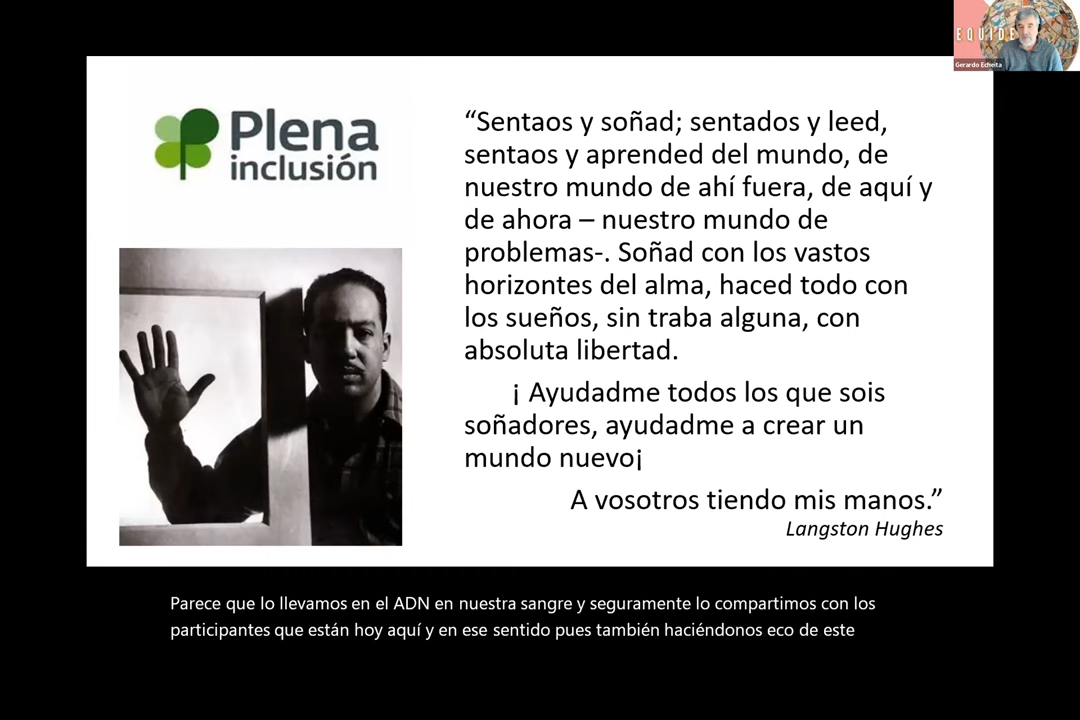 EQUIDE
Gerardo Echeita
Plena
inclusión
“Sentaos y soñad; sentados y leed,
sentaos y aprended del mundo, de
nuestro mundo de ahí fuera, de aquí y
de ahora – nuestro mundo de
problemas-. Soñad con los vastos
horizontes del alma, haced todo con
los sueños, sin traba alguna, con
absoluta libertad.
¡ Ayudadme todos los que sois
soñadores, ayudadme a crear un
mundo nuevo¡
A vosotros tiendo mis manos.”
Langston Hughes
Parece que lo llevamos en el ADN en nuestra sangre y seguramente lo compartimos con los
participantes que están hoy aquí y en ese sentido pues también haciéndonos eco de este